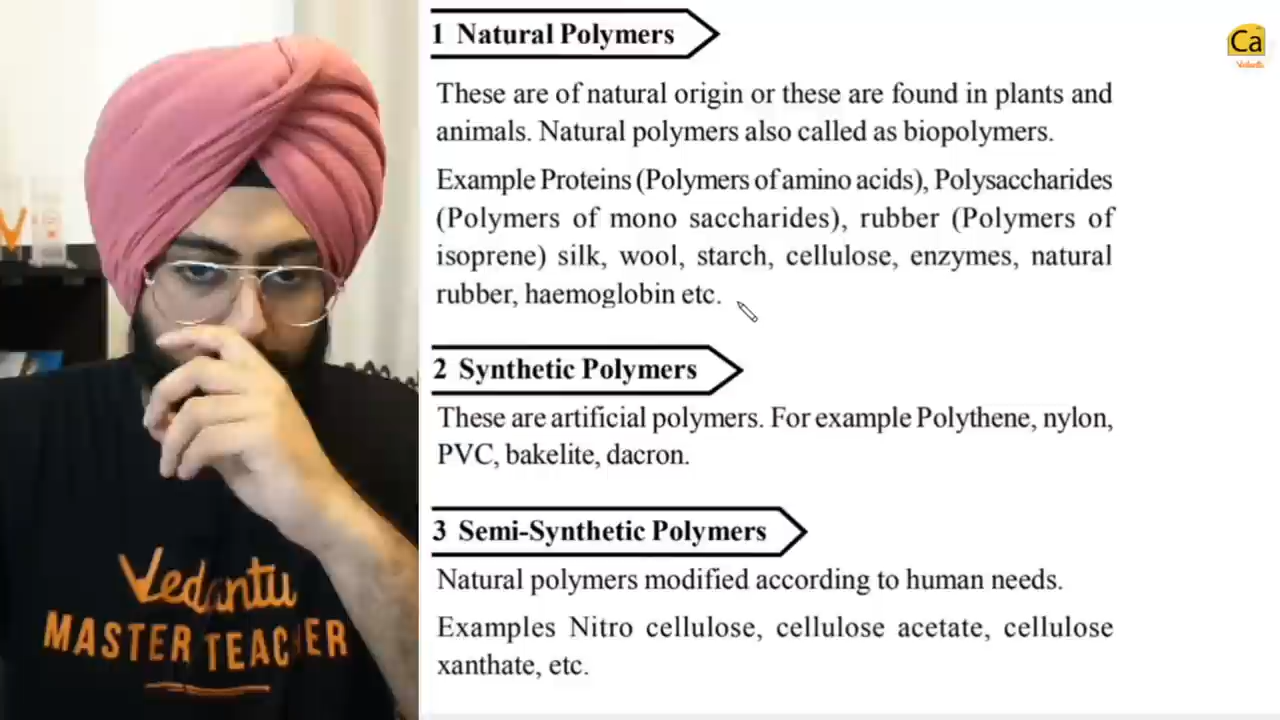 1 Natural Polymers
These are of natural origin or these are found in plants and
animals. Natural polymers also called as biopolymers.
Example Proteins (Polymers of amino acids), Polysaccharides
(Polymers of mono saccharides), rubber (Polymers of
isoprene) silk, wool, starch, cellulose, enzymes, natural
rubber, haemoglobin etc.
2 Synthetic Polymers
These are artificial polymers. For example Polythene, nylon,
PVC, bakelite, dacron.
3 Semi-Synthetic Polymers
Natural polymers modified according to human needs.
Examples Nitro cellulose, cellulose acetate, cellulose
xanthate, etc.
Ca
Vedantu
Vedantu
MASTER TEACHER